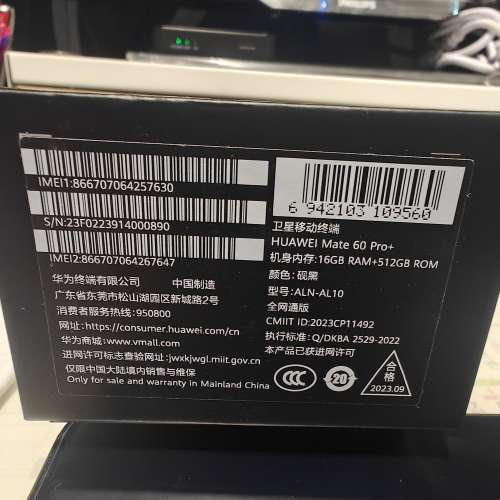 PHILIPS
IMEI1:866707064257630
S/N:23F0223914000890
IMEI2:866707064267647
华为终端有限公司 中国制造
广东省东莞市松山湖园区新城路2号
消费者服务热线:950800
网址:https://consumer.huawei.com/cn
华为商城:www.vmall.com
进网许可标志查验网址:jwxkjwgl.miit.gov.cn
仅限中国大陆境内销售与维保
Only for sale and warranty in Mainland China
6 942103 109560
卫星移动终端
HUAWEI Mate 60 Pro+
机身内存:16GB RAM+512GB ROM
颜色:砚黑
型号:ALN-AL10
全网通版
CMIIT ID:2023CP11492
执行标准:Q/DKBA 2529-2022
本产品已获进网许可
CCC
20
合格
2023.09